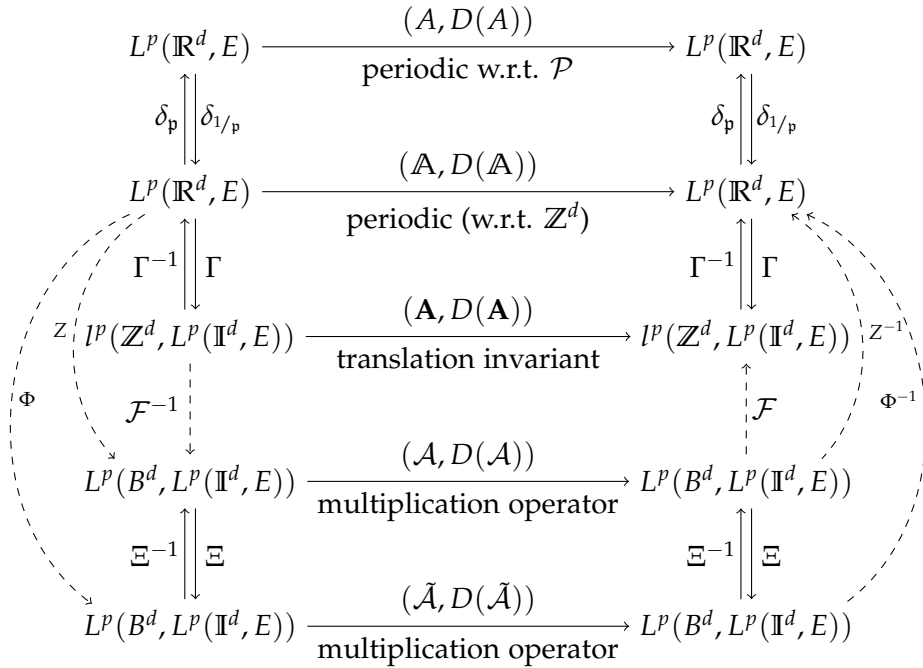 (A, D(A))
L^p(ℝ^d, E) L^p(ℝ^d, E)
periodic w.r.t. 𝒫
δ_𝔭 δ_{1/𝔭} δ_𝔭 δ_{1/𝔭}
(𝔸, D(𝔸))
L^p(ℝ^d, E) L^p(ℝ^d, E)
periodic (w.r.t. ℤ^d)
Γ^{-1} Γ Γ^{-1} Γ
(𝐀, D(𝐀))
Z l^p(ℤ^d, L^p(𝕀^d, E)) l^p(ℤ^d, L^p(𝕀^d, E)) Z^{-1}
translation invariant
Φ ℱ^{-1} ℱ Φ^{-1}
(𝒜, D(𝒜))
L^p(B^d, L^p(𝕀^d, E)) L^p(B^d, L^p(𝕀^d, E))
multiplication operator
Ξ^{-1} Ξ Ξ^{-1} Ξ
(𝒜̃, D(𝒜̃))
L^p(B^d, L^p(𝕀^d, E)) L^p(B^d, L^p(𝕀^d, E))
multiplication operator